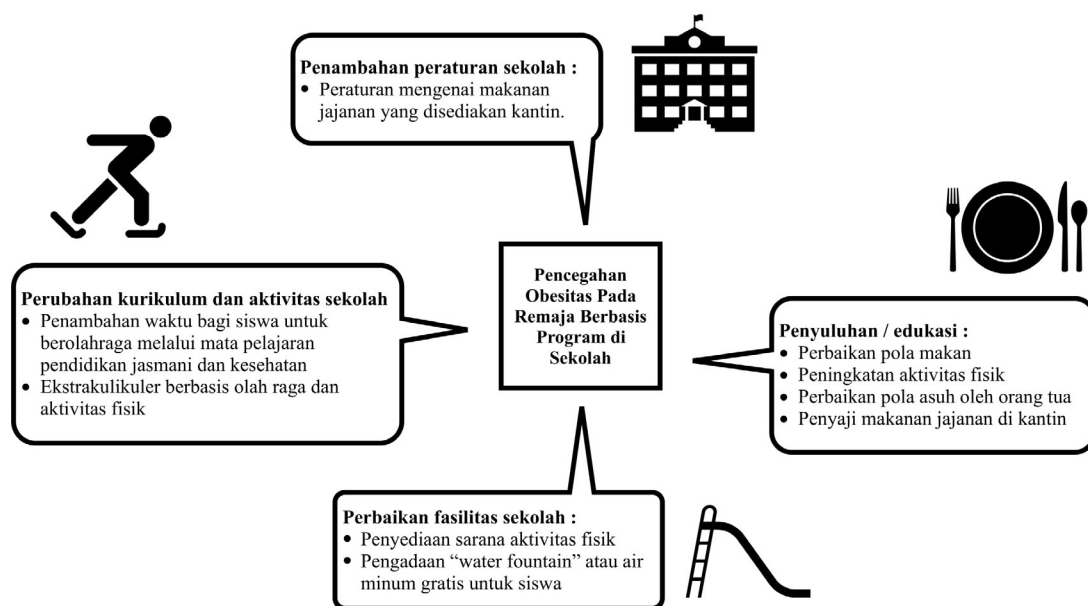 Penambahan peraturan sekolah :
• Peraturan mengenai makanan
jajanan yang disediakan kantin.
Perubahan kurikulum dan aktivitas sekolah
• Penambahan waktu bagi siswa untuk
berolahraga melalui mata pelajaran
pendidikan jasmani dan kesehatan
• Ekstrakulikuler berbasis olah raga dan
aktivitas fisik
Pencegahan
Obesitas Pada
Remaja Berbasis
Program di
Sekolah
Penyuluhan / edukasi :
• Perbaikan pola makan
• Peningkatan aktivitas fisik
• Perbaikan pola asuh oleh orang tua
• Penyaji makanan jajanan di kantin
Perbaikan fasilitas sekolah :
• Penyediaan sarana aktivitas fisik
• Pengadaan “water fountain” atau air
minum gratis untuk siswa